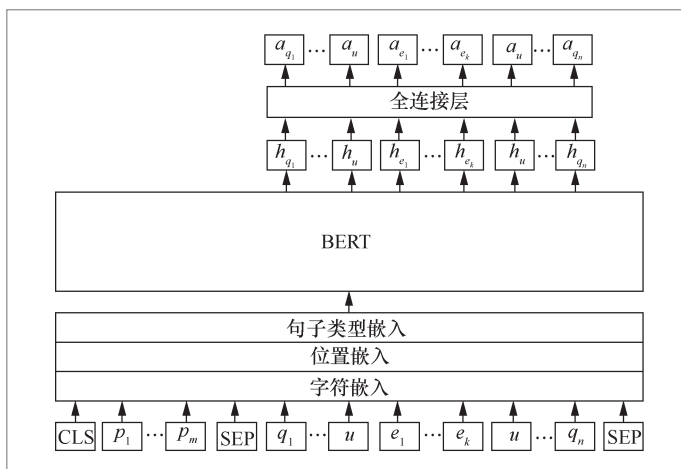 a_{q_1} … a_u a_{e_1} … a_{e_k} a_u … a_{q_n}
全连接层
h_{q_1} … h_u h_{e_1} … h_{e_k} h_u … h_{q_n}
BERT
句子类型嵌入
位置嵌入
字符嵌入
CLS p_1 … p_m SEP q_1 … u e_1 … e_k u … q_n SEP